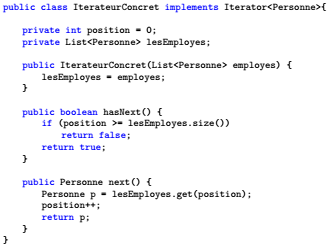 public class IterateurConcret implements Iterator<Personne>{
private int position = 0;
private List<Personne> lesEmployes;
public IterateurConcret(List<Personne> employes) {
lesEmployes = employes;
}
public boolean hasNext() {
if (position >= lesEmployes.size())
return false;
return true;
}
public Personne next() {
Personne p = lesEmployes.get(position);
position++;
return p;
}
}